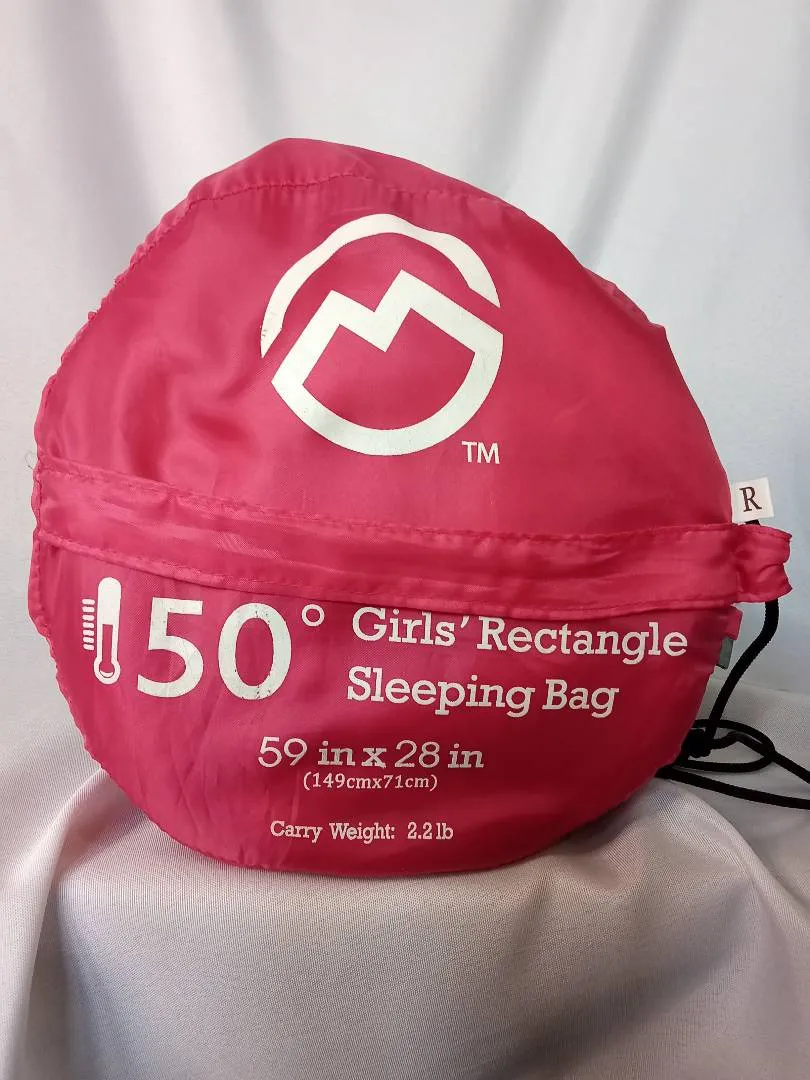 TM
R
50° Girls' Rectangle
Sleeping Bag
59 in x 28 in
(149cmx71cm)
Carry Weight: 2.2 lb